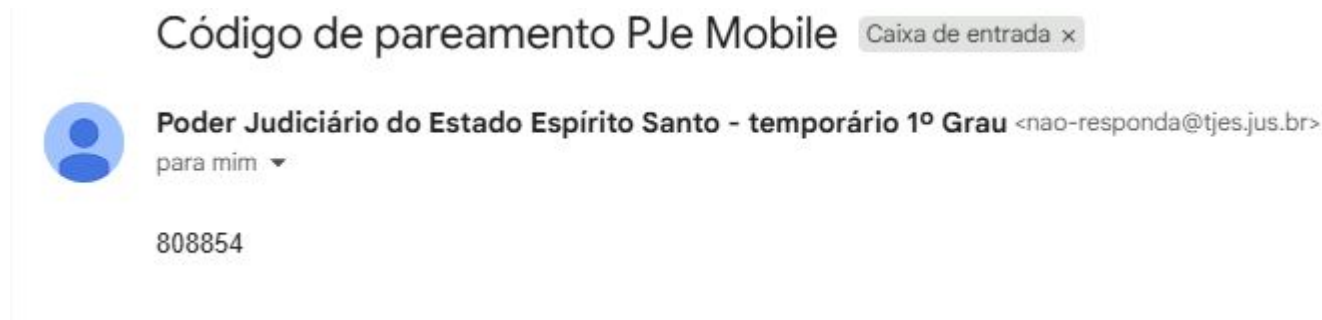 Código de pareamento PJe Mobile Caixa de entrada ×
Poder Judiciário do Estado Espírito Santo - temporário 1º Grau <nao-responda@tjes.jus.br>
para mim
808854